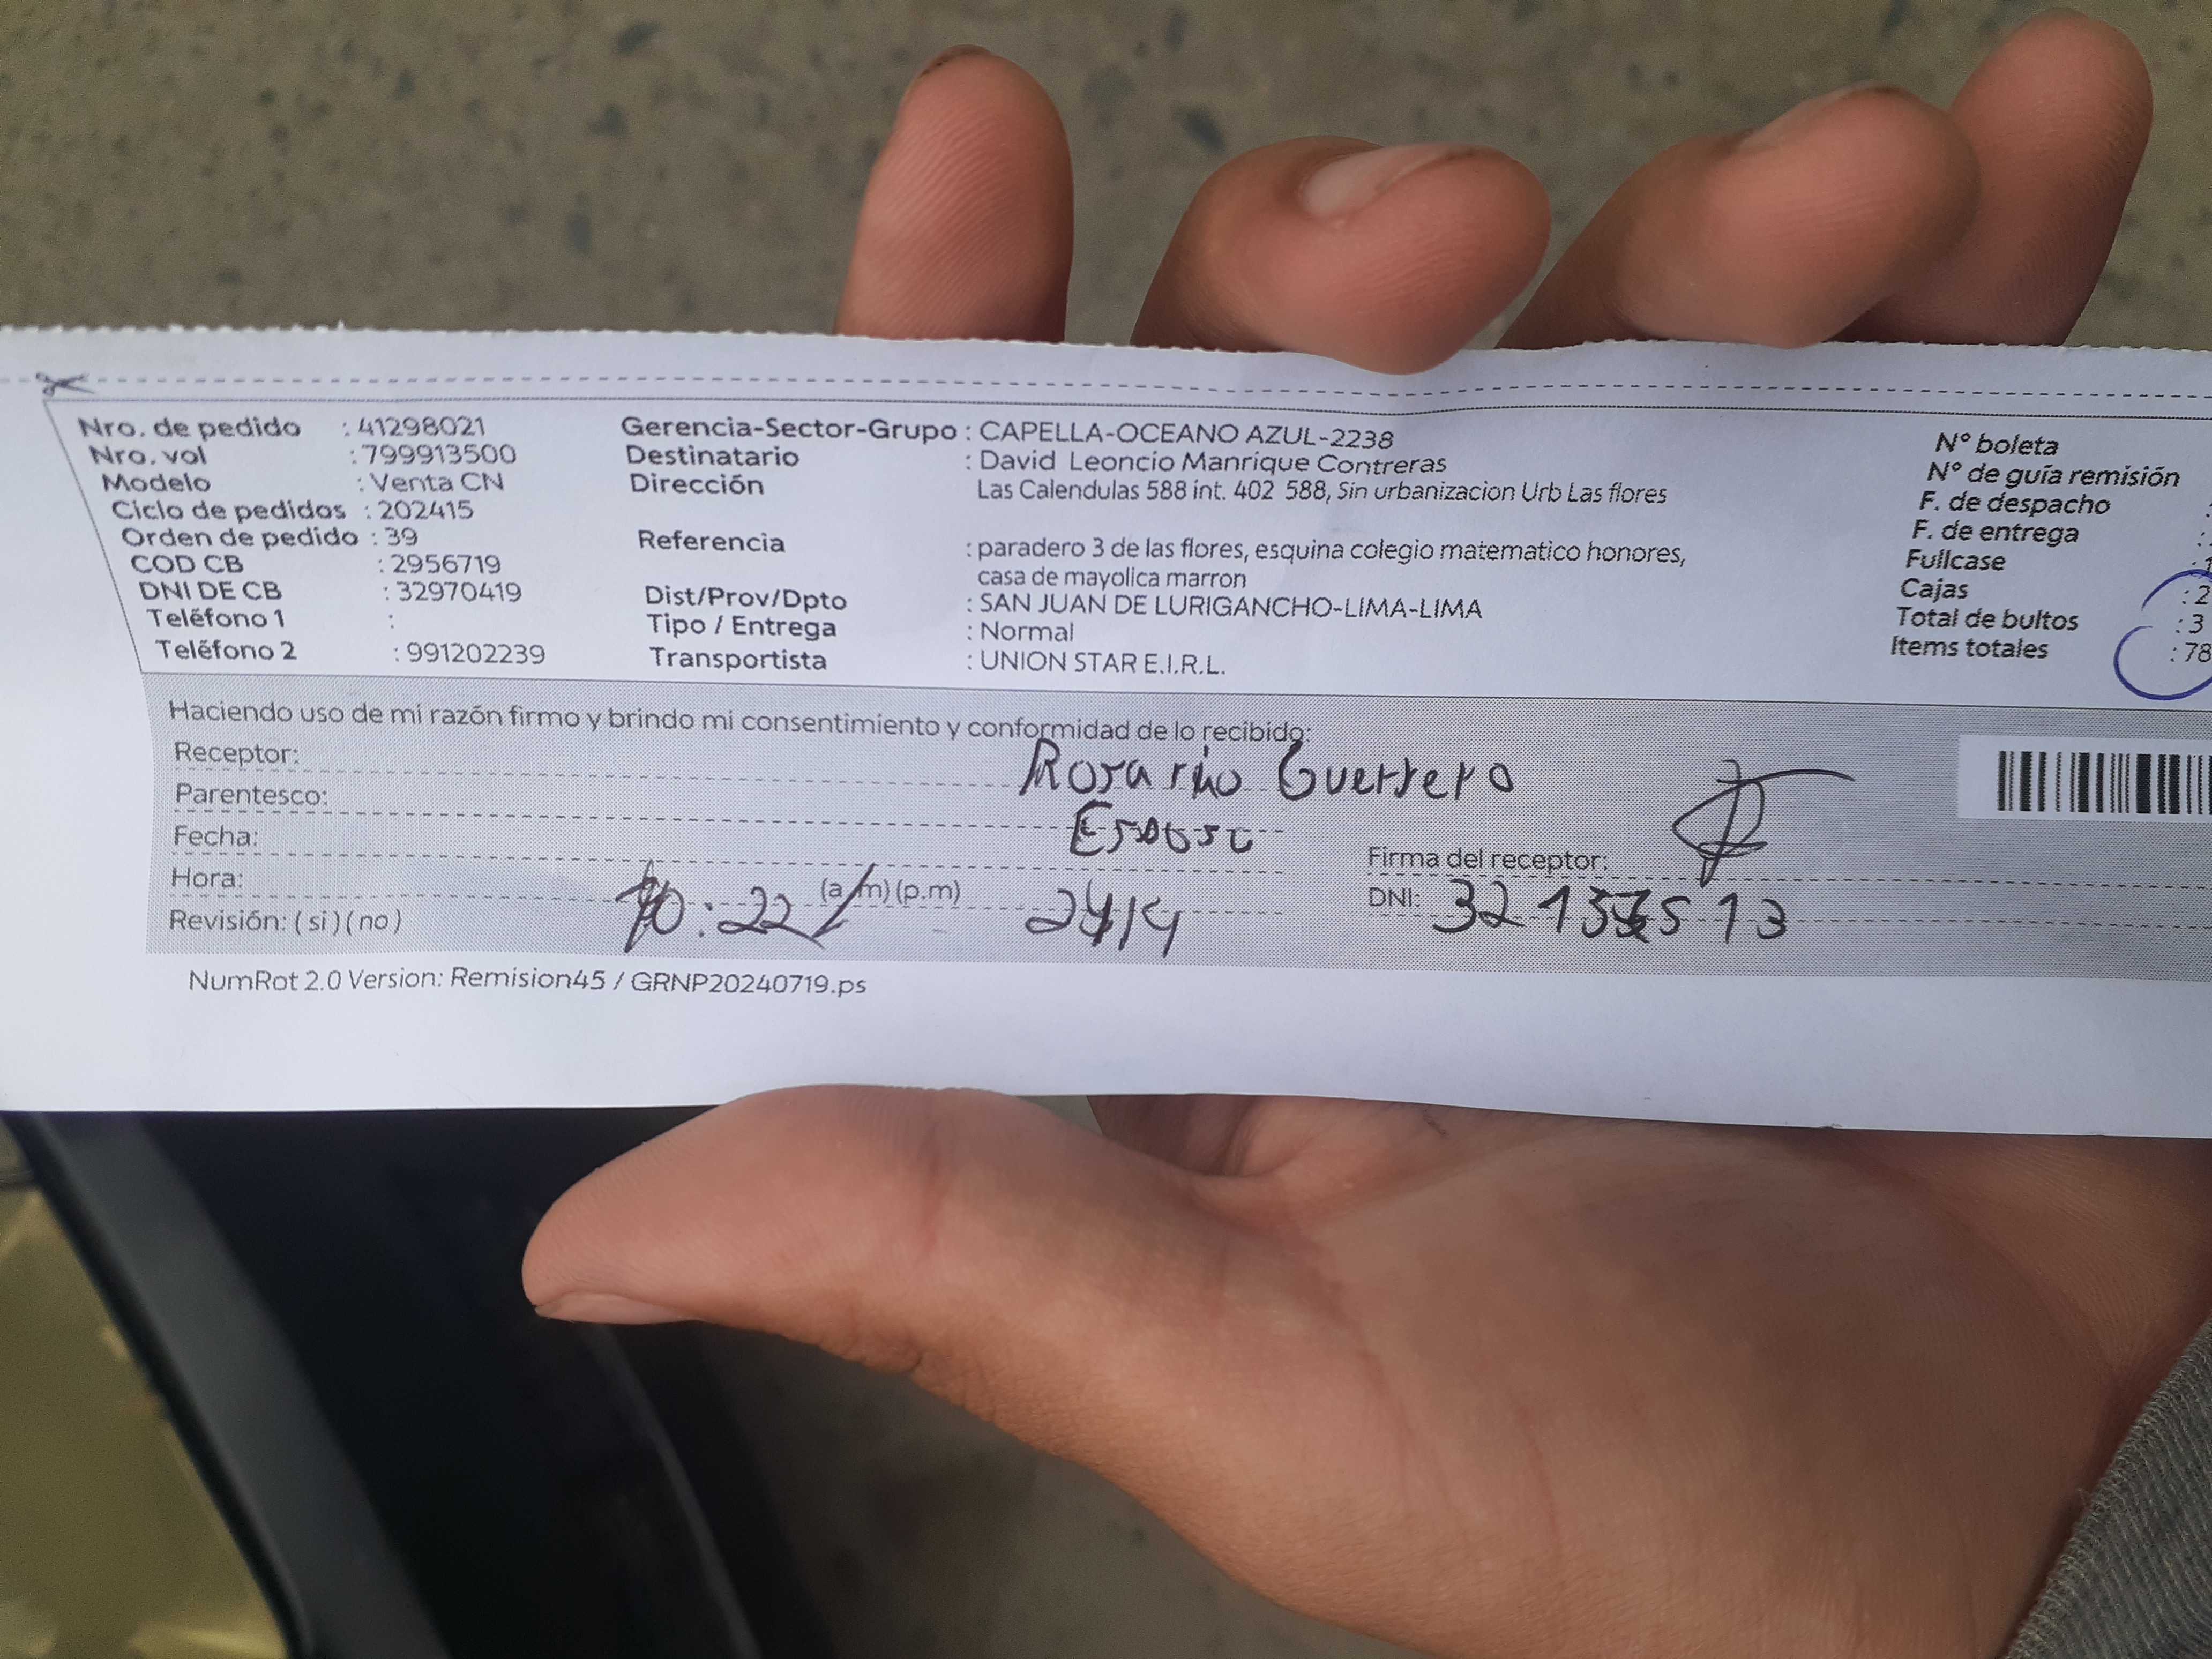 Nro. de pedido : 41298021
Nro. vol : 799913500
Modelo : Venta CN
Ciclo de pedidos : 202415
Orden de pedido : 39
COD CB : 2956719
DNI DE CB : 32970419
Teléfono 1 :
Teléfono 2 : 991202239
Gerencia-Sector-Grupo : CAPELLA-OCEANO AZUL-2238
Destinatario : David Leoncio Manrique Contreras
Dirección Las Calendulas 588 int. 402 588, Sin urbanizacion Urb Las flores
Referencia : paradero 3 de las flores, esquina colegio matematico honores,
casa de mayolica marron
Dist/Prov/Dpto : SAN JUAN DE LURIGANCHO-LIMA-LIMA
Tipo / Entrega : Normal
Transportista : UNION STAR E.I.R.L.
N° boleta
N° de guía remisión
F. de despacho :
F. de entrega :
Fullcase : 1
Cajas : 2
Total de bultos : 3
Items totales : 78
Haciendo uso de mi razón firmo y brindo mi consentimiento y conformidad de lo recibido:
Receptor: Rosario Guerrero
Parentesco: Esposo
Fecha:
Hora: 10:22 (a.m) (p.m)
Firma del receptor:
DNI:
Revisión: ( si ) ( no )
NumRot 2.0 Version: Remision45 / GRNP20240719.ps